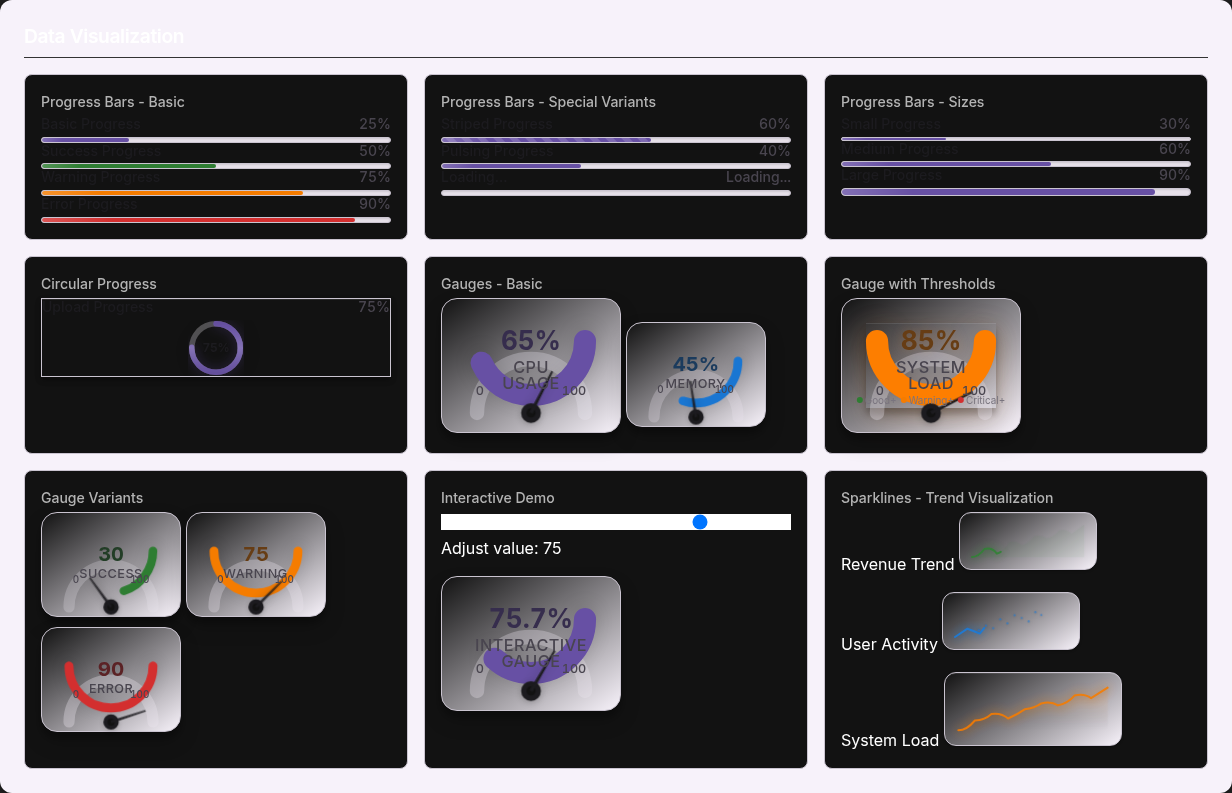 Data Visualization
Progress Bars - Basic
Basic Progress 25%
Success Progress 50%
Warning Progress 75%
Error Progress 90%
Progress Bars - Special Variants
Striped Progress 60%
Pulsing Progress 40%
Loading... Loading...
Progress Bars - Sizes
Small Progress 30%
Medium Progress 60%
Large Progress 90%
Circular Progress
Upload Progress 75%
75%
Gauges - Basic
65%
CPU
USAGE
0 100
45%
MEMORY
0 100
Gauge with Thresholds
85%
SYSTEM
LOAD
0 100
Good+ Warning+ Critical+
Gauge Variants
30
SUCCESS
0 100
75
WARNING
0 100
90
ERROR
0 100
Interactive Demo
Adjust value: 75
75.7%
INTERACTIVE
GAUGE
0 100
Sparklines - Trend Visualization
Revenue Trend
User Activity
System Load